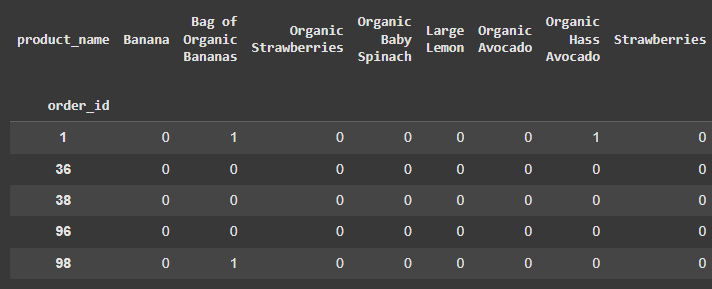 product_name Banana Bag of Organic Bananas Organic Strawberries Organic Baby Spinach Large Lemon Organic Avocado Organic Hass Avocado Strawberries
order_id
1 0 1 0 0 0 0 1 0
36 0 0 0 0 0 0 0 0
38 0 0 0 0 0 0 0 0
96 0 0 0 0 0 0 0 0
98 0 1 0 0 0 0 0 0